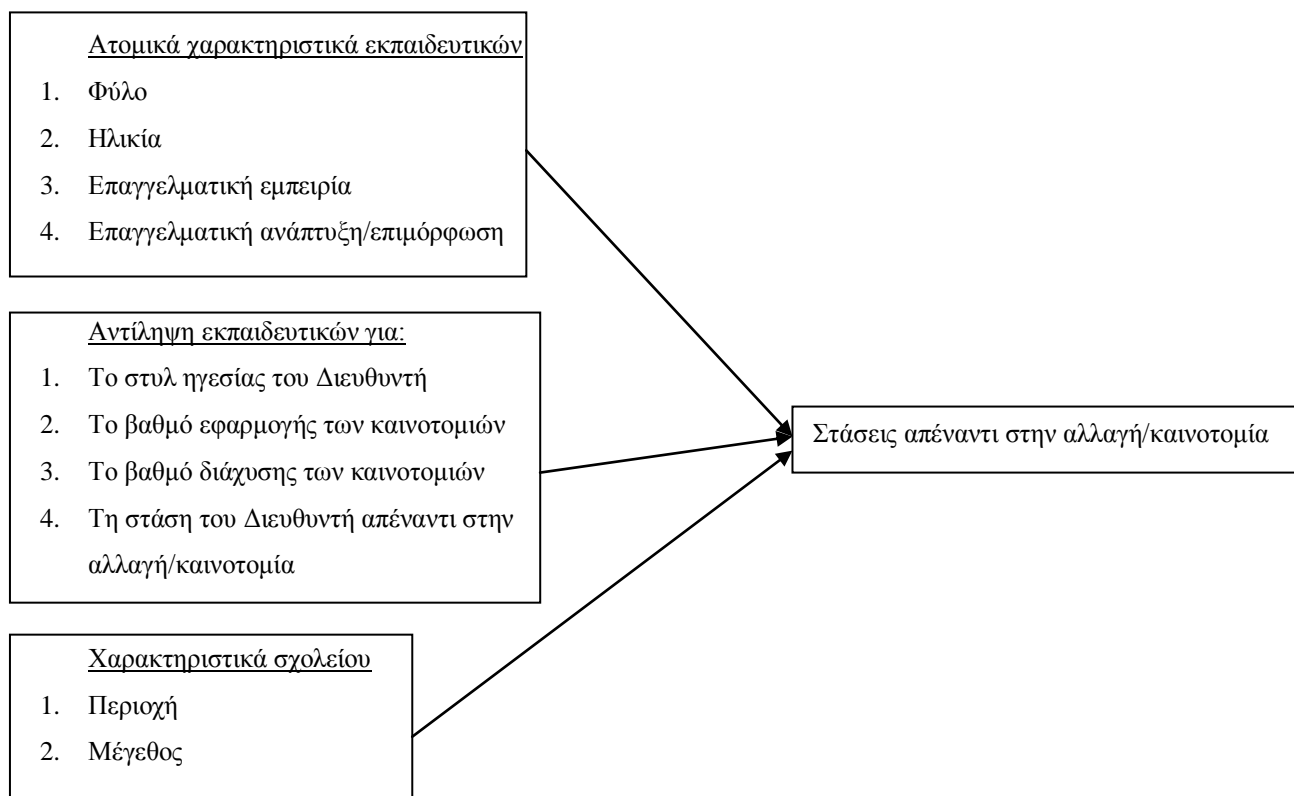 Ατομικά χαρακτηριστικά εκπαιδευτικών
1. Φύλο
2. Ηλικία
3. Επαγγελματική εμπειρία
4. Επαγγελματική ανάπτυξη/επιμόρφωση
Αντίληψη εκπαιδευτικών για:
1. Το στυλ ηγεσίας του Διευθυντή
2. Το βαθμό εφαρμογής των καινοτομιών
3. Το βαθμό διάχυσης των καινοτομιών
4. Τη στάση του Διευθυντή απέναντι στην
αλλαγή/καινοτομία
Χαρακτηριστικά σχολείου
1. Περιοχή
2. Μέγεθος
Στάσεις απέναντι στην αλλαγή/καινοτομία